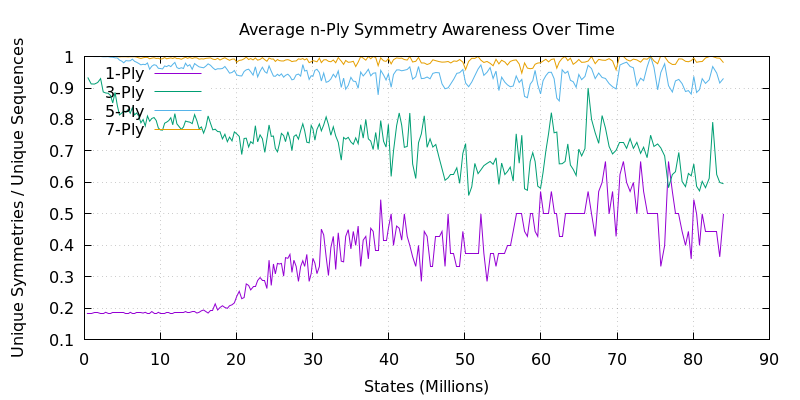 Average n-Ply Symmetry Awareness Over Time
Unique Symmetries / Unique Sequences
1
0.9
0.8
0.7
0.6
0.5
0.4
0.3
0.2
0.1
1-Ply
3-Ply
5-Ply
7-Ply
0 10 20 30 40 50 60 70 80 90
States (Millions)